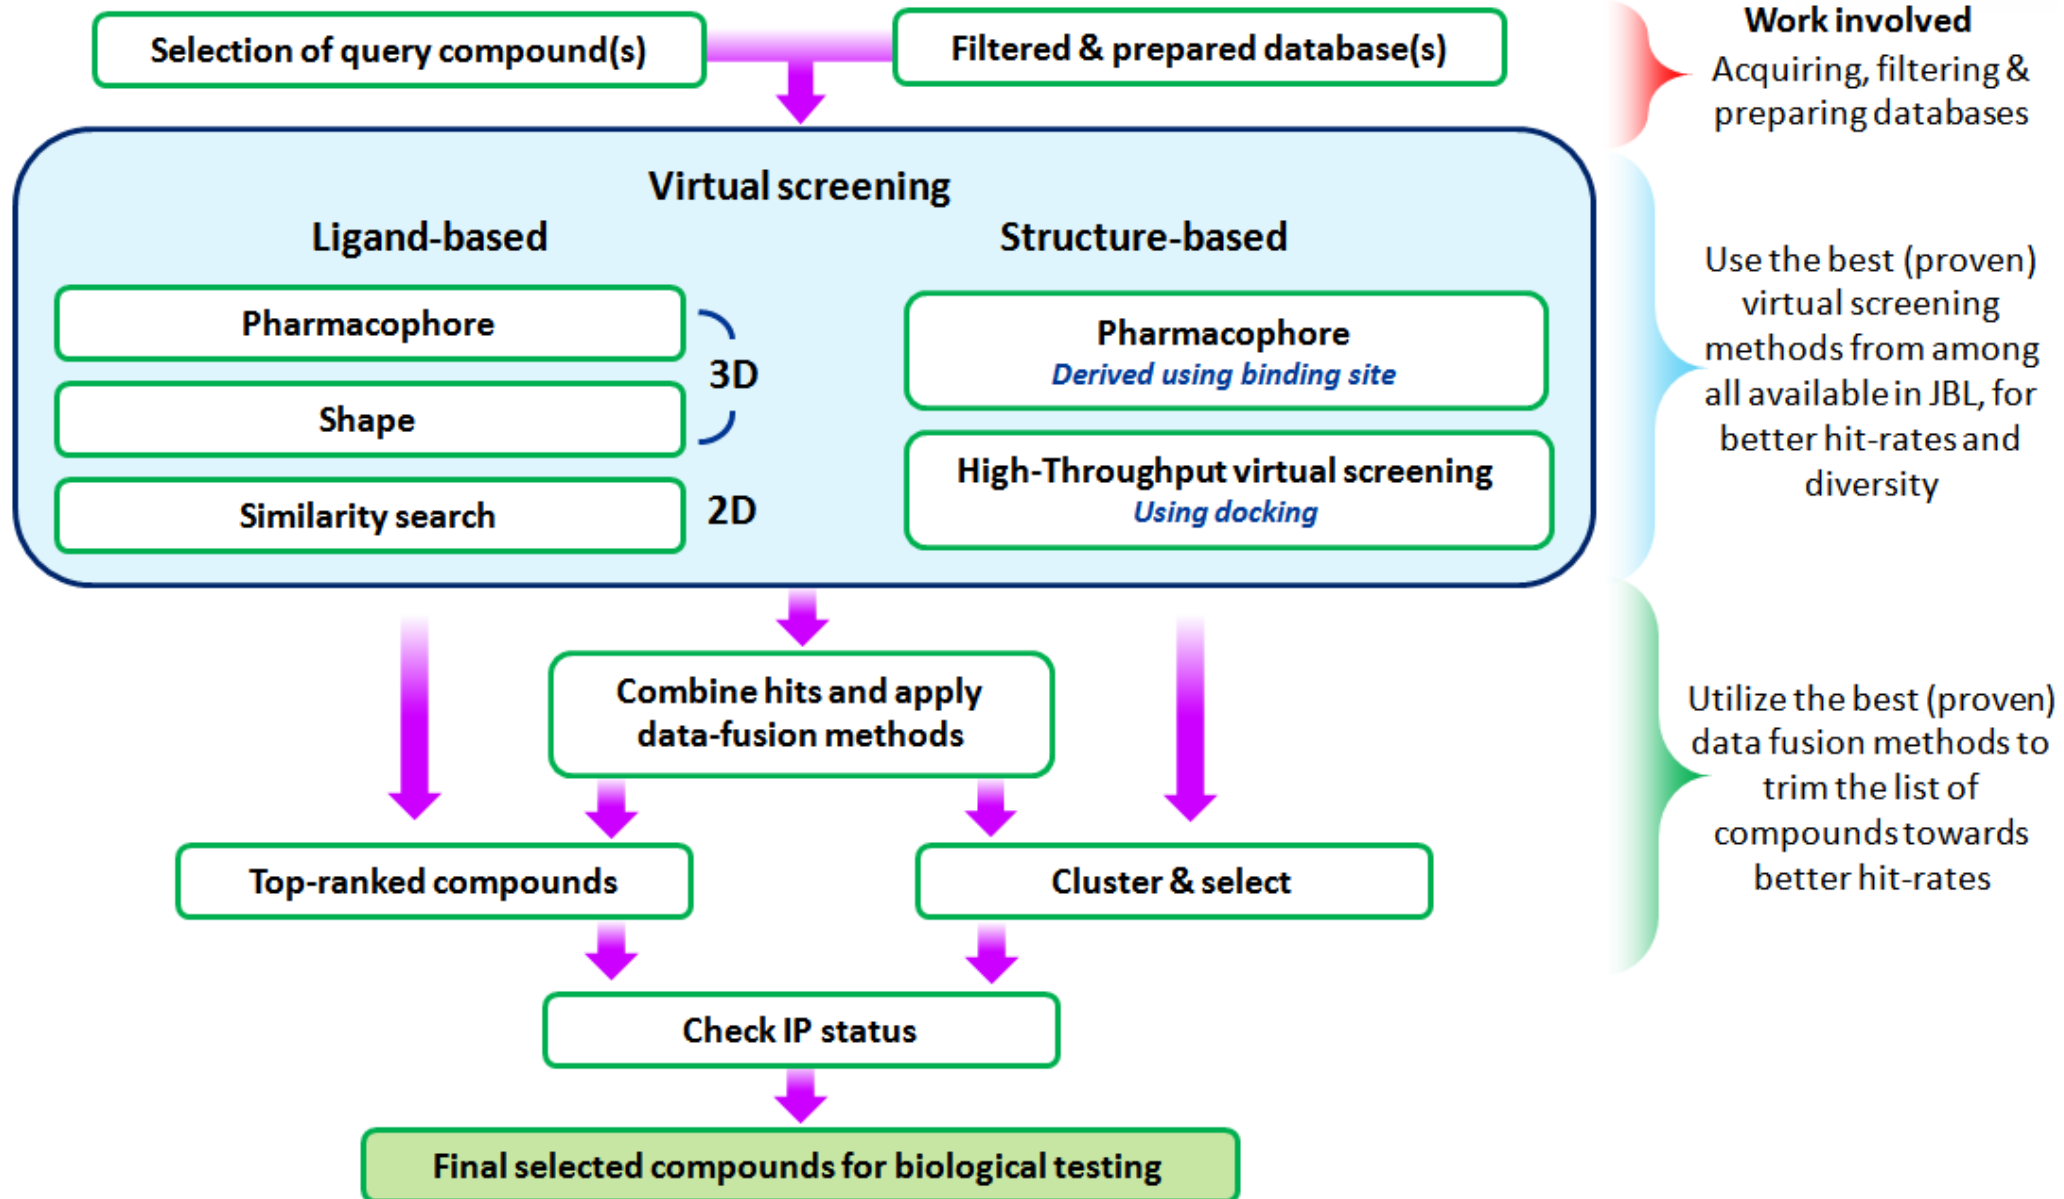 Selection of query compound(s)
Filtered & prepared database(s)
Work involved
Acquiring, filtering &
preparing databases
Virtual screening
Ligand-based
Structure-based
Pharmacophore
Shape
3D
Similarity search
2D
Pharmacophore
Derived using binding site
High-Throughput virtual screening
Using docking
Use the best (proven)
virtual screening
methods from among
all available in JBL, for
better hit-rates and
diversity
Combine hits and apply
data-fusion methods
Top-ranked compounds
Cluster & select
Utilize the best (proven)
data fusion methods to
trim the list of
compounds towards
better hit-rates
Check IP status
Final selected compounds for biological testing